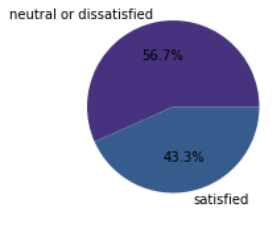 neutral or dissatisfied
56.7%
43.3%
satisfied